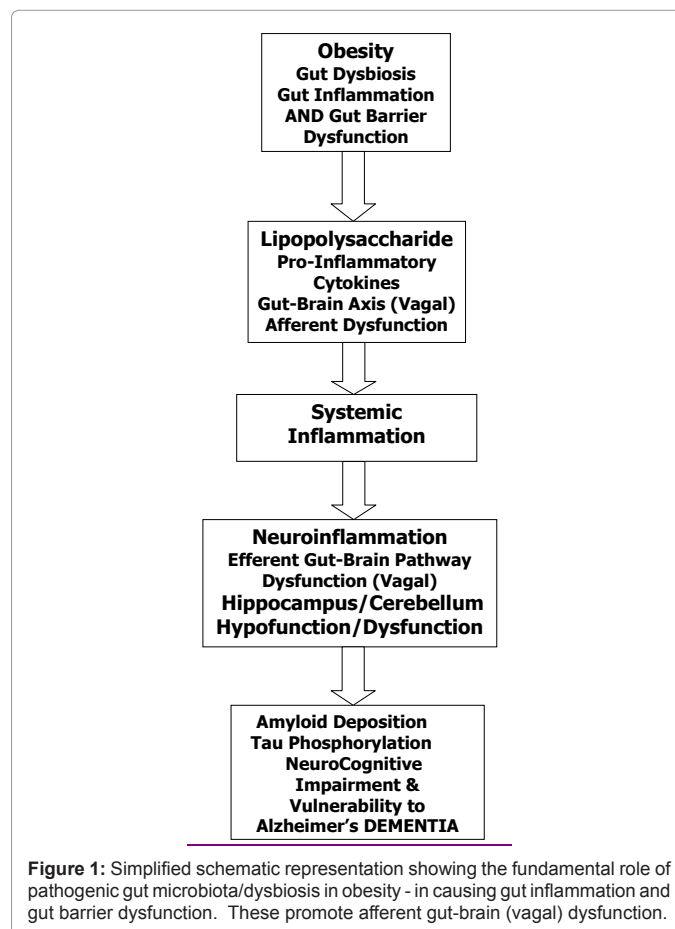 Obesity
Gut Dysbiosis
Gut Inflammation
AND Gut Barrier
Dysfunction
Lipopolysaccharide
Pro-Inflammatory
Cytokines
Gut-Brain Axis (Vagal)
Afferent Dysfunction
Systemic
Inflammation
Neuroinflammation
Efferent Gut-Brain Pathway
Dysfunction (Vagal)
Hippocampus/Cerebellum
Hypofunction/Dysfunction
Amyloid Deposition
Tau Phosphorylation
NeuroCognitive
Impairment &
Vulnerability to
Alzheimer's DEMENTIA
Figure 1: Simplified schematic representation showing the fundamental role of
pathogenic gut microbiota/dysbiosis in obesity - in causing gut inflammation and
gut barrier dysfunction. These promote afferent gut-brain (vagal) dysfunction.